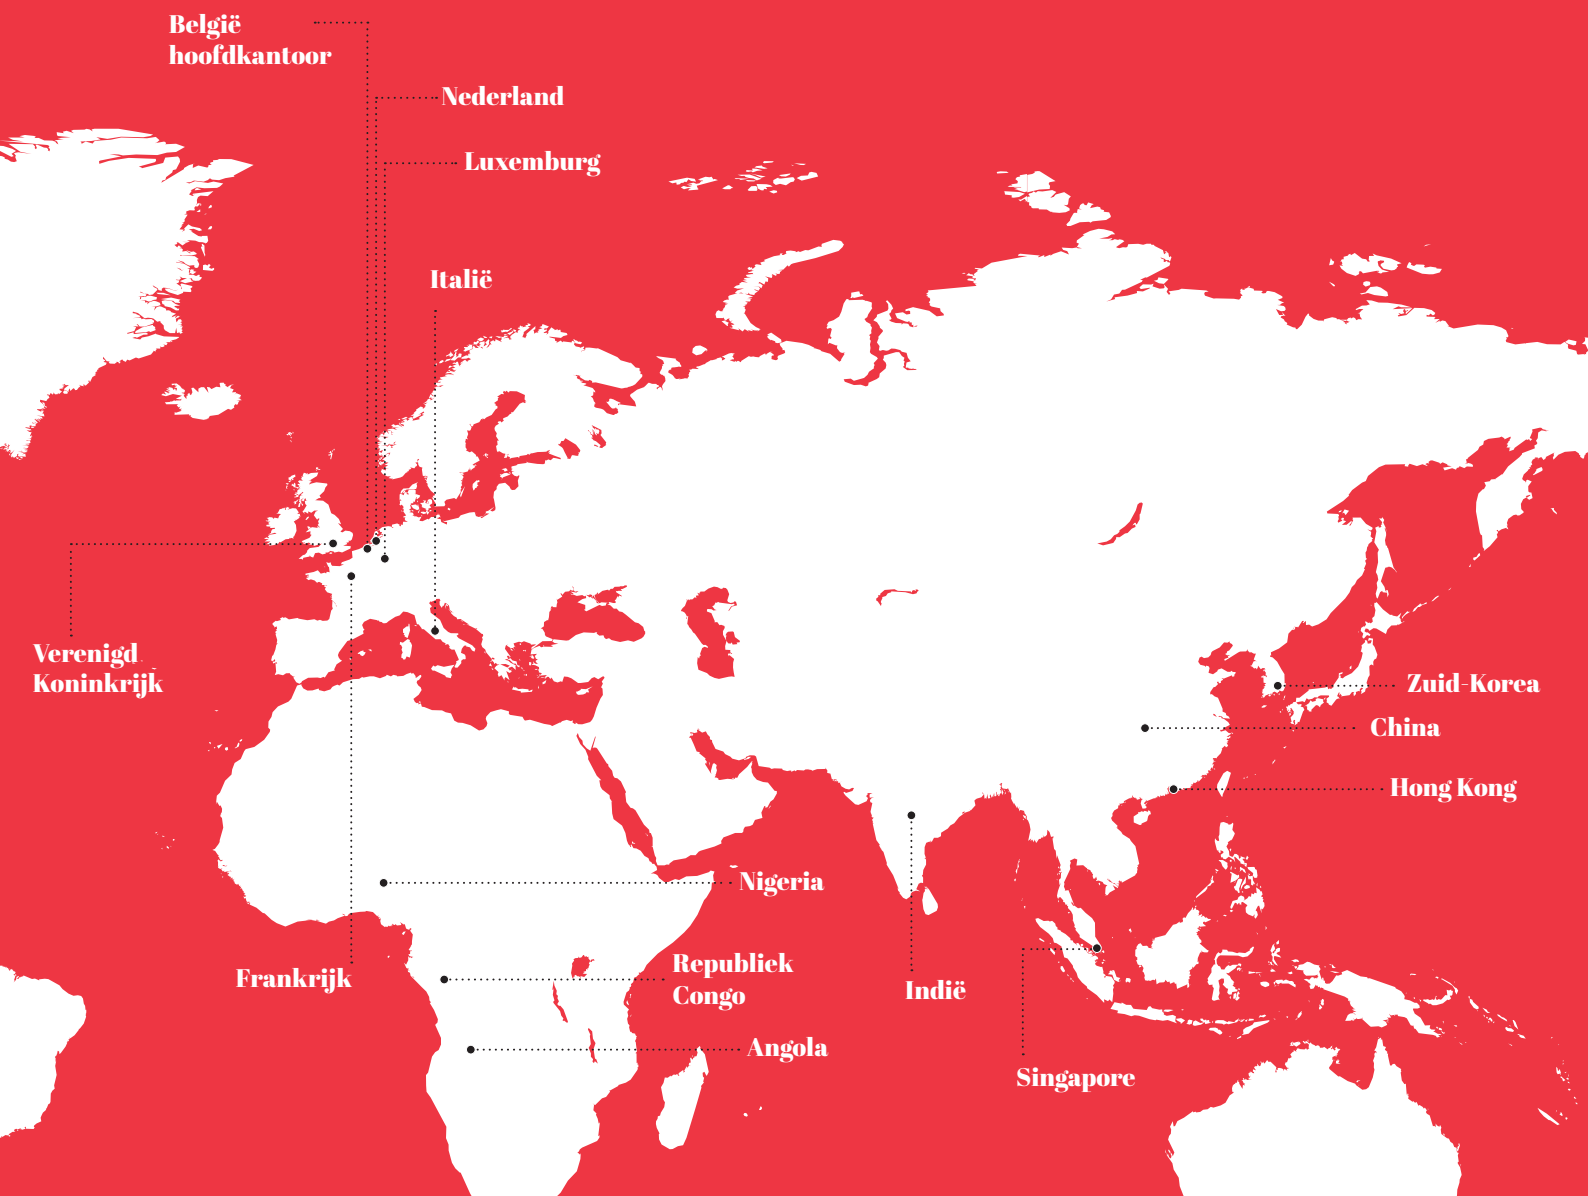 België
hoofdkantoor
Nederland
Luxemburg
Italië
Verenigd
Koninkrijk
Zuid-Korea
China
Hong Kong
Nigeria
Republiek
Congo
Frankrijk
Indië
Angola
Singapore